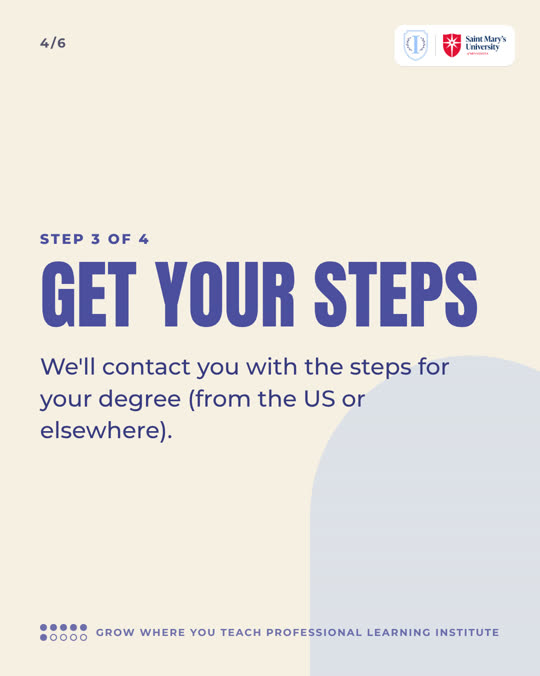 4/6
Saint Mary's
University
STEP 3 OF 4
GET YOUR STEPS
We'll contact you with the steps for
your degree (from the US or
elsewhere).
GROW WHERE YOU TEACH PROFESSIONAL LEARNING INSTITUTE